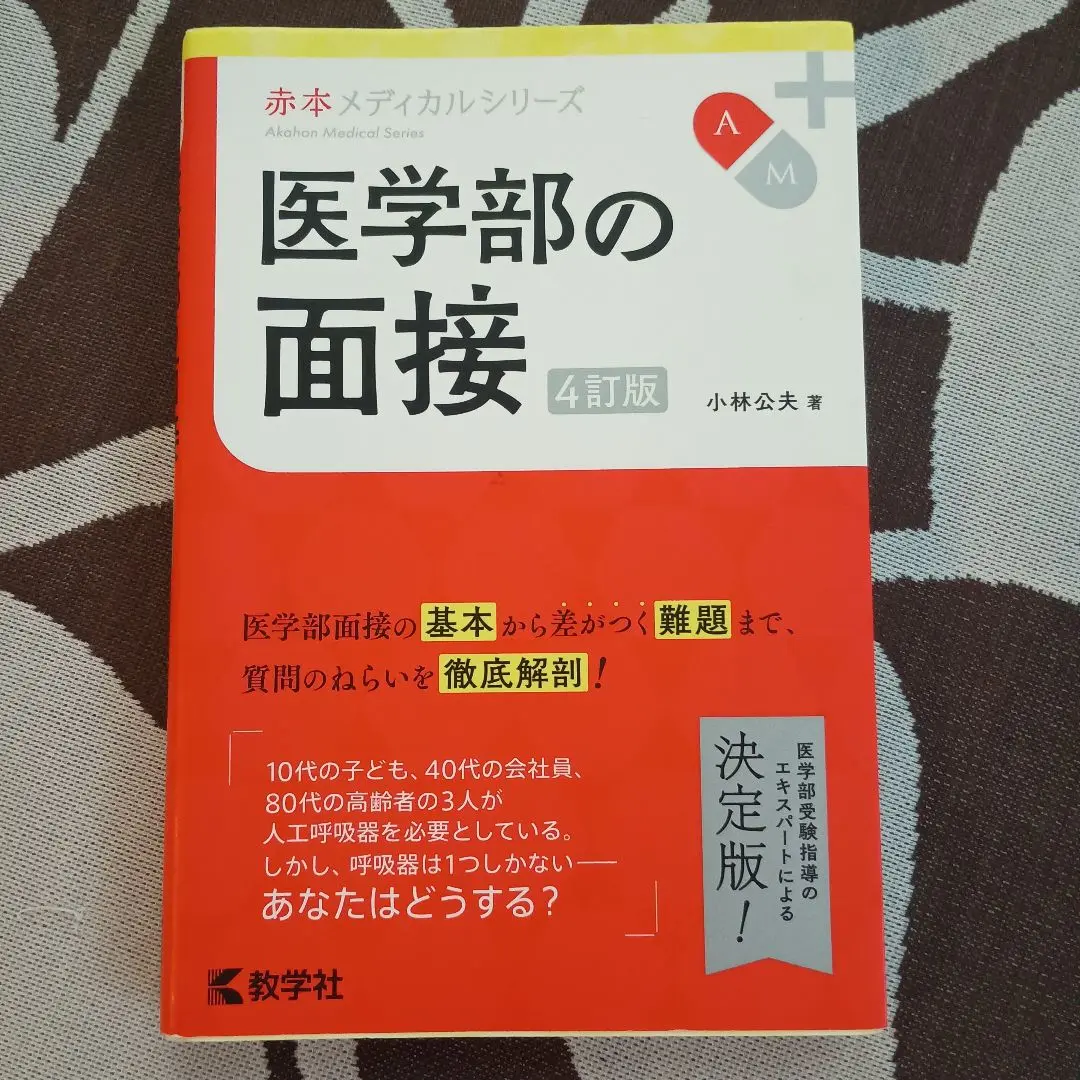 赤本メディカルシリーズ
Akahon Medical Series
A
M
医学部の
面接
4訂版
小林公夫 著
医学部面接の基本から差がつく難題まで、
質問のねらいを徹底解剖!
10代の子ども、40代の会社員、
80代の高齢者の3人が
人工呼吸器を必要としている。
しかし、呼吸器は1つしかない──
あなたはどうする?
医学部受験指導の
エキスパートによる
決定版!
教学社